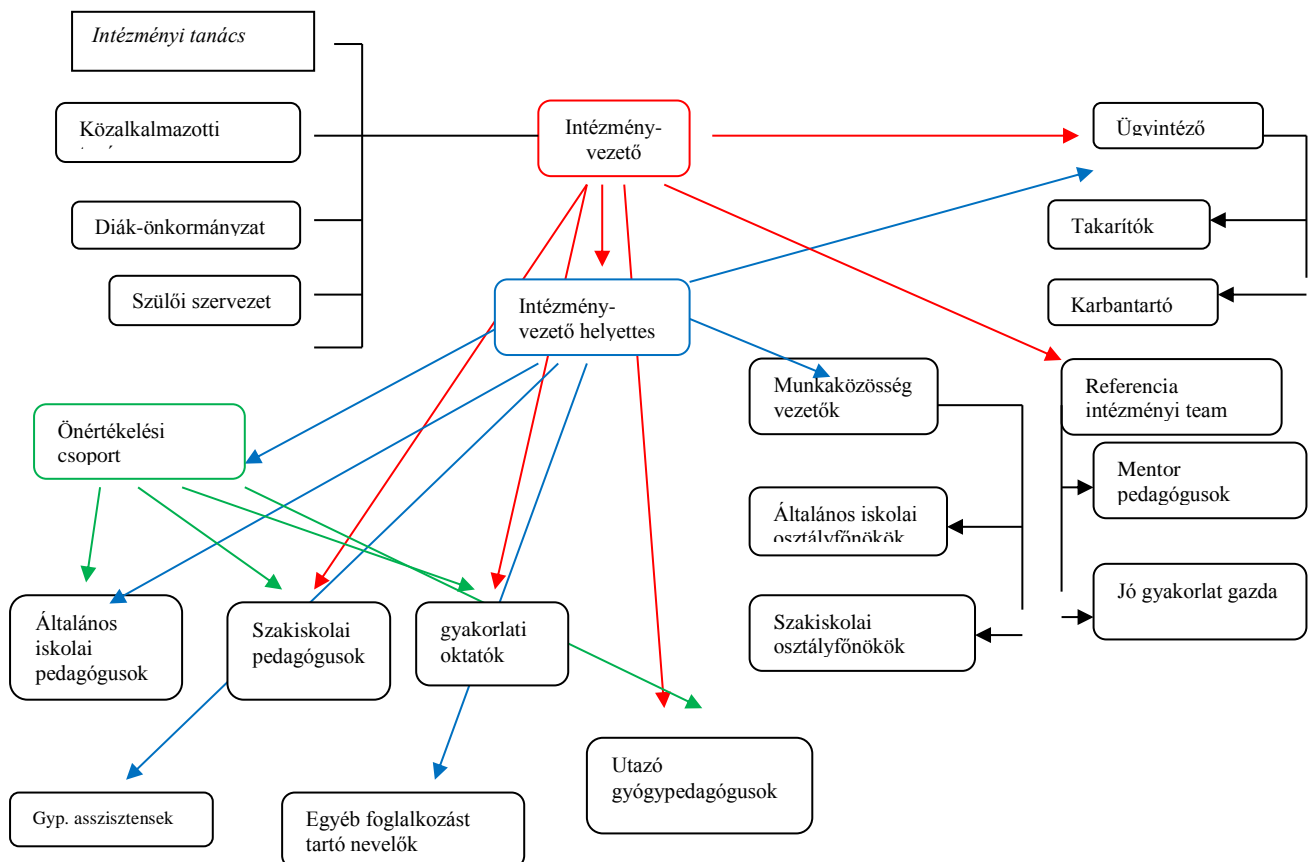 Intézményi tanács
Közalkalmazotti
Intézmény-
vezető
Ügyintéző
Diák-önkormányzat
Takarítók
Szülői szervezet
Intézmény-
vezető helyettes
Karbantartó
Munkaközösség
vezetők
Referencia
intézményi team
Önértékelési
csoport
Mentor
pedagógusok
Általános iskolai
osztályfőnökök
Jó gyakorlat gazda
Általános
iskolai
pedagógusok
Szakiskolai
pedagógusok
gyakorlati
oktatók
Szakiskolai
osztályfőnökök
Utazó
gyógypedagógusok
Gyp. asszisztensek
Egyéb foglalkozást
tartó nevelők